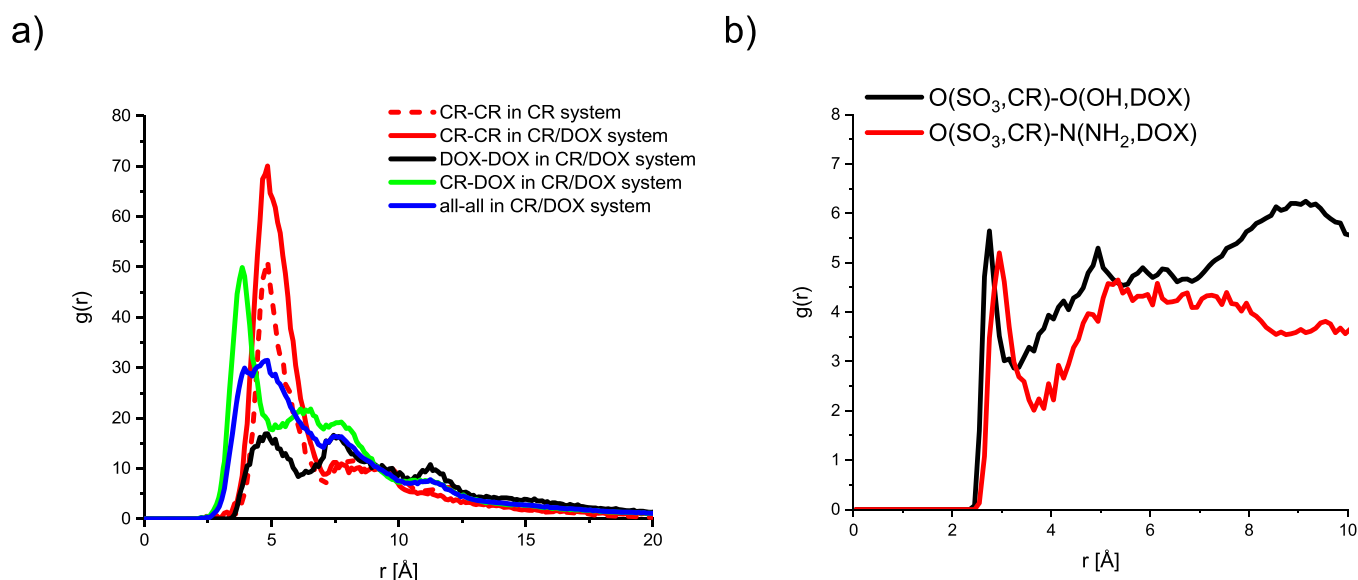 a)
CR-CR in CR system
CR-CR in CR/DOX system
DOX-DOX in CR/DOX system
CR-DOX in CR/DOX system
all-all in CR/DOX system
80
70
60
50
40
30
20
10
0
g(r)
0 5 10 15 20
r [Å]
b)
O(SO₃,CR)-O(OH,DOX)
O(SO₃,CR)-N(NH₂,DOX)
8
7
6
5
4
3
2
1
0
g(r)
0 2 4 6 8 10
r [Å]